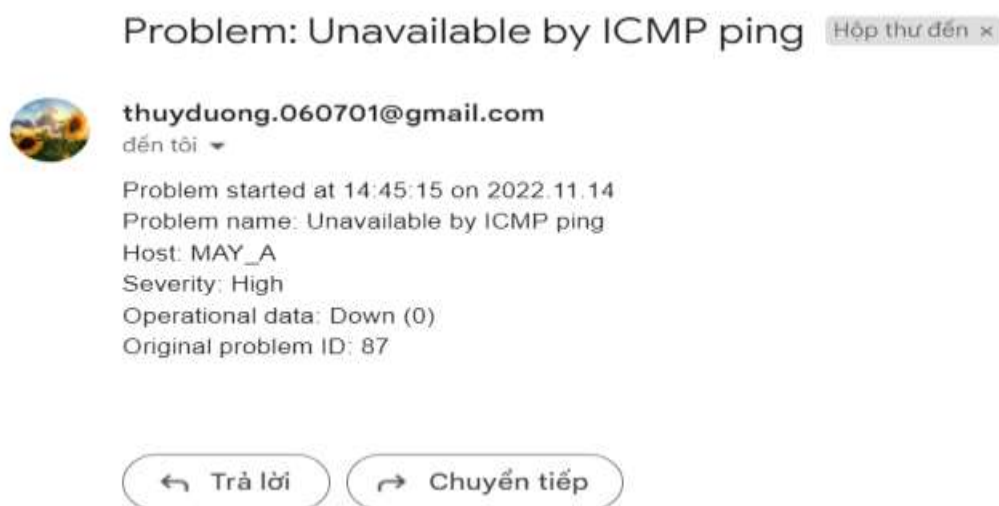 Problem: Unavailable by ICMP ping Hộp thư đến ×
thuyduong.060701@gmail.com
đến tôi
Problem started at 14:45:15 on 2022.11.14
Problem name: Unavailable by ICMP ping
Host: MAY_A
Severity: High
Operational data: Down (0)
Original problem ID: 87
Trả lời Chuyển tiếp